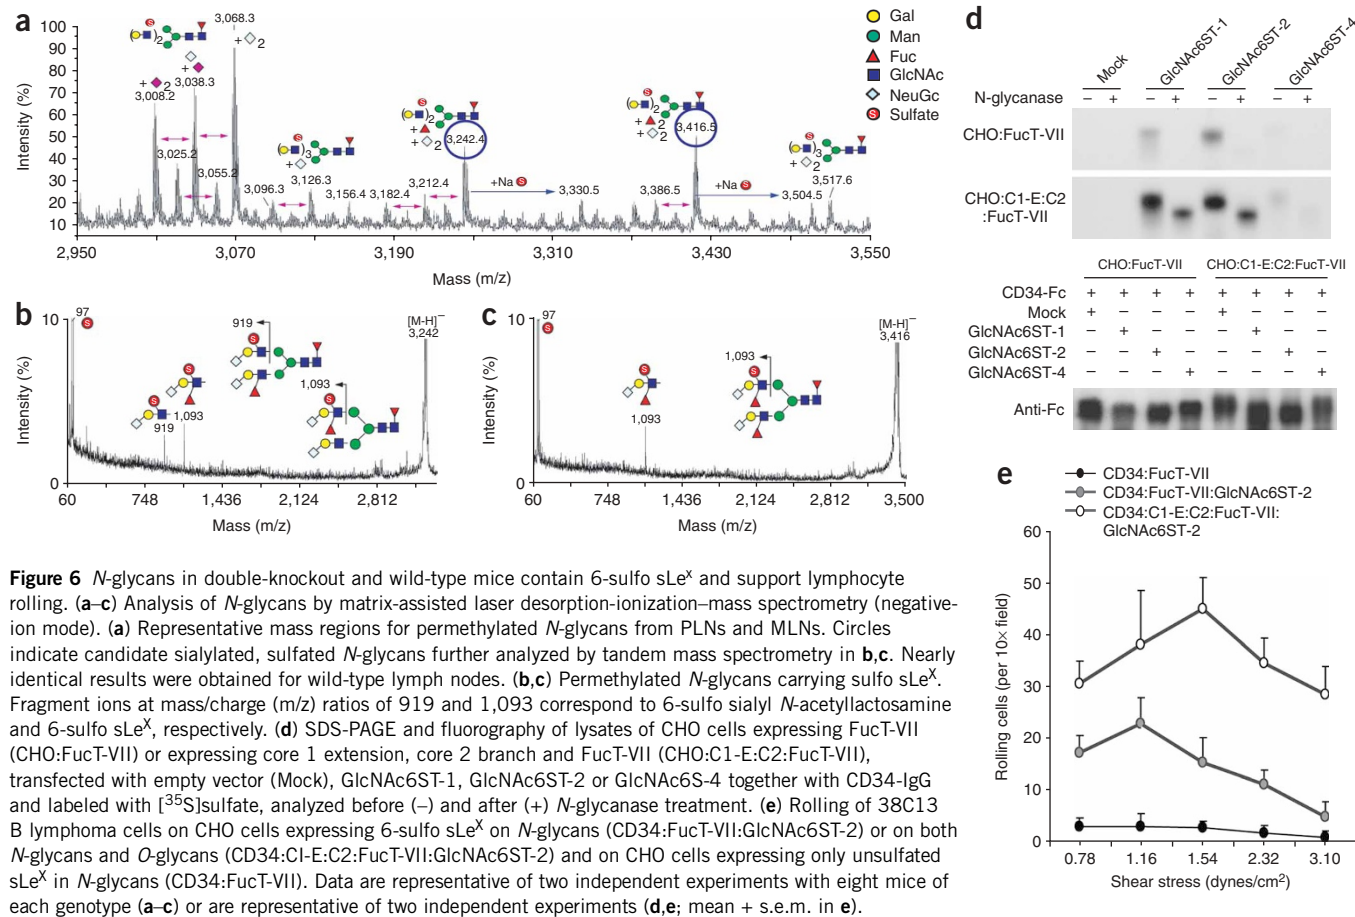 a
Intensity (%)
100
90
80
70
60
50
40
30
20
10
2,950
3,070
3,190
3,310
3,430
3,550
Mass (m/z)
( )2
S
+ 2
3,008.2
+
3,038.3
3,068.3
+ 2
3,025.2
3,055.2
3,096.3
S
( )3
+
3,126.3
3,156.4
3,182.4
3,212.4
S
( )2
+ 2
+ 2
3,242.4
+Na S
3,330.5
3,386.5
S
( )2
+ 2
+ 2
3,416.5
+Na S
3,504.5
S
( )3
+ 2
3,517.6
Gal
Man
Fuc
GlcNAc
NeuGc
S Sulfate
b
Intensity (%)
10
0
97
S
S
S
919
1,093
919
S
1,093
S
[M-H]−
3,242
60
748
1,436
2,124
2,812
Mass (m/z)
c
Intensity (%)
10
0
97
S
S
1,093
1,093
S
[M-H]−
3,416
60
748
1,436
2,124
2,812
3,500
Mass (m/z)
d
Mock
GlcNAc6ST-1
GlcNAc6ST-2
GlcNAc6ST-4
N-glycanase − + − + − + − +
CHO:FucT-VII
CHO:C1-E:C2
:FucT-VII
CHO:FucT-VII CHO:C1-E:C2:FucT-VII
CD34-Fc + + + + + + + +
Mock + − − − + − − −
GlcNAc6ST-1 − + − − − + − −
GlcNAc6ST-2 − − + − − − + −
GlcNAc6ST-4 − − − + − − − +
Anti-Fc
e
CD34:FucT-VII
CD34:FucT-VII:GlcNAc6ST-2
CD34:C1-E:C2:FucT-VII:
GlcNAc6ST-2
Rolling cells (per 10× field)
60
50
40
30
20
10
0
0.78
1.16
1.54
2.32
3.10
Shear stress (dynes/cm2)
Figure 6 N-glycans in double-knockout and wild-type mice contain 6-sulfo sLex and support lymphocyte
rolling. (a–c) Analysis of N-glycans by matrix-assisted laser desorption-ionization–mass spectrometry (negative-
ion mode). (a) Representative mass regions for permethylated N-glycans from PLNs and MLNs. Circles
indicate candidate sialylated, sulfated N-glycans further analyzed by tandem mass spectrometry in b,c. Nearly
identical results were obtained for wild-type lymph nodes. (b,c) Permethylated N-glycans carrying sulfo sLeX.
Fragment ions at mass/charge (m/z) ratios of 919 and 1,093 correspond to 6-sulfo sialyl N-acetyllactosamine
and 6-sulfo sLeX, respectively. (d) SDS-PAGE and fluorography of lysates of CHO cells expressing FucT-VII
(CHO:FucT-VII) or expressing core 1 extension, core 2 branch and FucT-VII (CHO:C1-E:C2:FucT-VII),
transfected with empty vector (Mock), GlcNAc6ST-1, GlcNAc6ST-2 or GlcNAc6S-4 together with CD34-IgG
and labeled with [35S]sulfate, analyzed before (–) and after (+) N-glycanase treatment. (e) Rolling of 38C13
B lymphoma cells on CHO cells expressing 6-sulfo sLeX on N-glycans (CD34:FucT-VII:GlcNAc6ST-2) or on both
N-glycans and O-glycans (CD34:CI-E:C2:FucT-VII:GlcNAc6ST-2) and on CHO cells expressing only unsulfated
sLeX in N-glycans (CD34:FucT-VII). Data are representative of two independent experiments with eight mice of
each genotype (a–c) or are representative of two independent experiments (d,e; mean + s.e.m. in e).